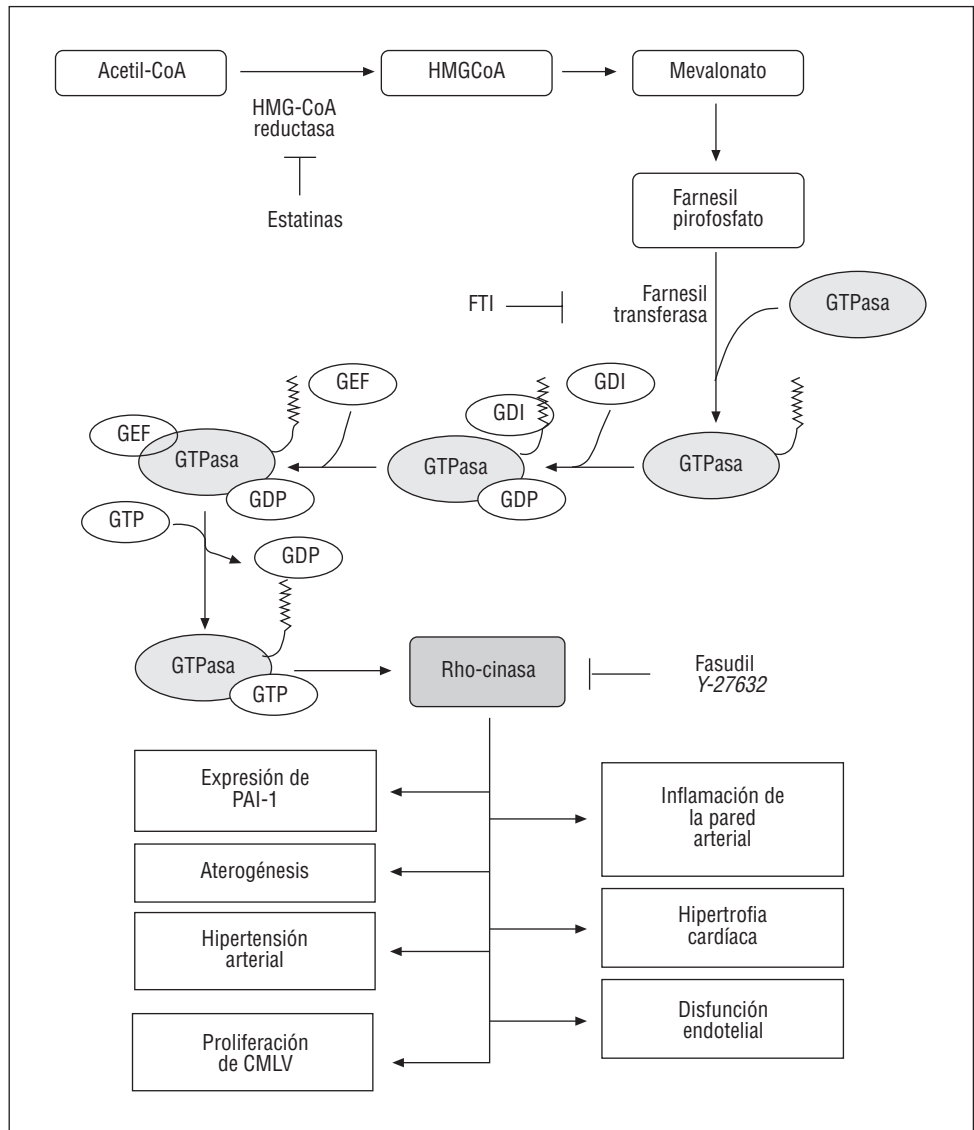 Acetil-CoA
HMGCoA
Mevalonato
HMG-CoA
reductasa
Estatinas
Farnesil
pirofosfato
FTI
Farnesil
transferasa
GTPasa
GEF
GEF
GTPasa
GDP
GDI
GDI
GTPasa
GDP
GTPasa
GTP
GDP
GTPasa
GTP
Rho-cinasa
Fasudil
Y-27632
Expresión de
PAI-1
Aterogénesis
Hipertensión
arterial
Proliferación
de CMLV
Inflamación de
la pared
arterial
Hipertrofia
cardíaca
Disfunción
endotelial